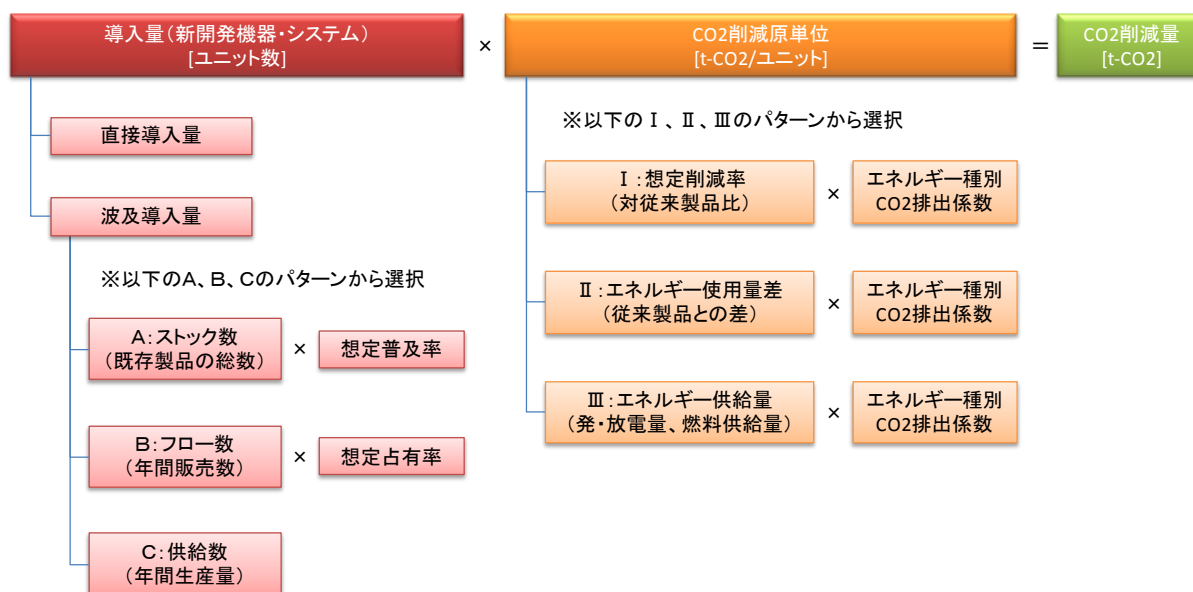 導入量(新開発機器・システム)
[ユニット数]
×
CO2削減原単位
[t-CO2/ユニット]
=
CO2削減量
[t-CO2]
直接導入量
波及導入量
※以下のA、B、Cのパターンから選択
A:ストック数
(既存製品の総数)
×
想定普及率
B:フロー数
(年間販売数)
×
想定占有率
C:供給数
(年間生産量)
※以下のⅠ、Ⅱ、Ⅲのパターンから選択
Ⅰ:想定削減率
(対従来製品比)
×
エネルギー種別
CO2排出係数
Ⅱ:エネルギー使用量差
(従来製品との差)
×
エネルギー種別
CO2排出係数
Ⅲ:エネルギー供給量
(発・放電量、燃料供給量)
×
エネルギー種別
CO2排出係数